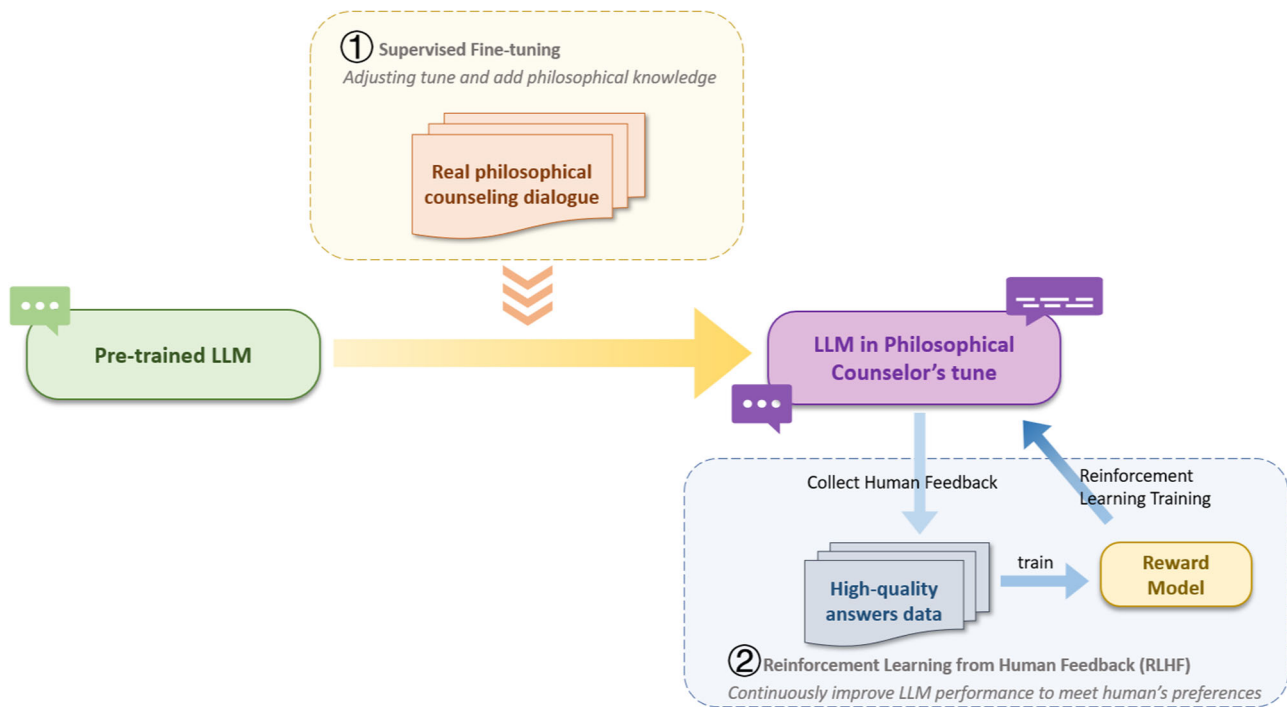 ① Supervised Fine-tuning
Adjusting tune and add philosophical knowledge
Real philosophical
counseling dialogue
Pre-trained LLM
LLM in Philosophical
Counselor's tune
Collect Human Feedback
Reinforcement
Learning Training
High-quality
answers data
train
Reward
Model
② Reinforcement Learning from Human Feedback (RLHF)
Continuously improve LLM performance to meet human's preferences